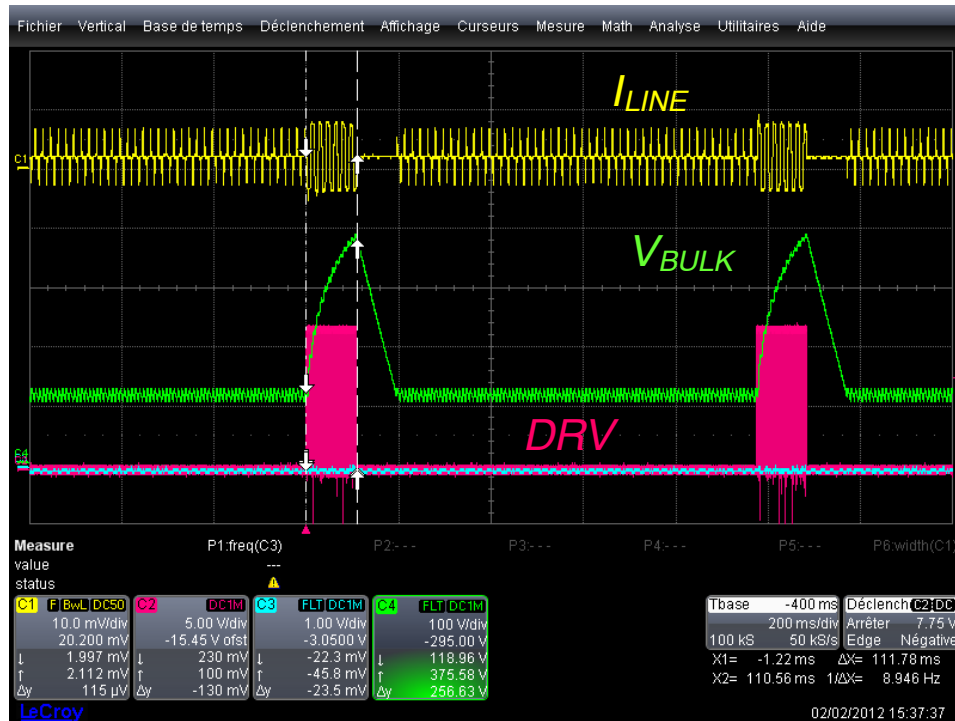 Fichier Vertical Base de temps Déclenchement Affichage Curseurs Mesure Math Analyse Utilitaires Aide
I LINE
C1
V BULK
DRV
Measure P1:freq(C3) P2:- - - P3:- - - P4:- - - P5:- - - P6:width(C1)
value ---
status
C1 F BwL DC50 C2 DC1M C3 FLT DC1M C4 FLT DC1M Tbase -400 ms Déclench C2 DC
10.0 mV/div 5.00 V/div 1.00 V/div 100 V/div 200 ms/div Arrêter 7.75 V
20.200 mV -15.45 V ofst -3.0500 V -295.00 V 100 kS 50 kS/s Edge Négative
1.997 mV 230 mV -22.3 mV 118.96 V X1= -1.22 ms ΔX= 111.78 ms
2.112 mV 100 mV -45.8 mV 375.58 V X2= 110.56 ms 1/ΔX= 8.946 Hz
Δy 115 µV Δy -130 mV Δy -23.5 mV Δy 256.63 V
LeCroy 02/02/2012 15:37:37